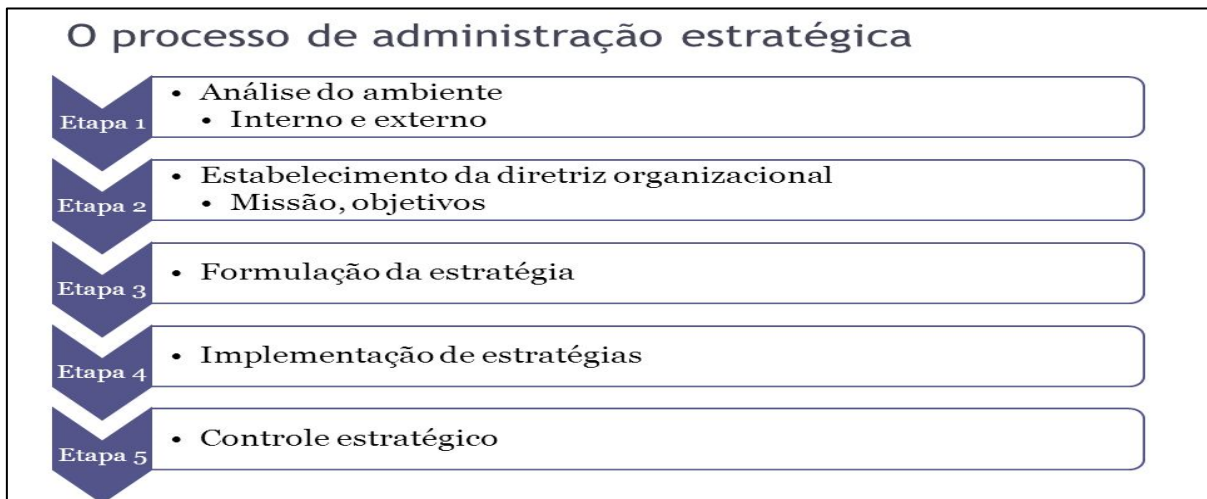 O processo de administração estratégica
Etapa 1
• Análise do ambiente
• Interno e externo
Etapa 2
• Estabelecimento da diretriz organizacional
• Missão, objetivos
Etapa 3
• Formulação da estratégia
Etapa 4
• Implementação de estratégias
Etapa 5
• Controle estratégico